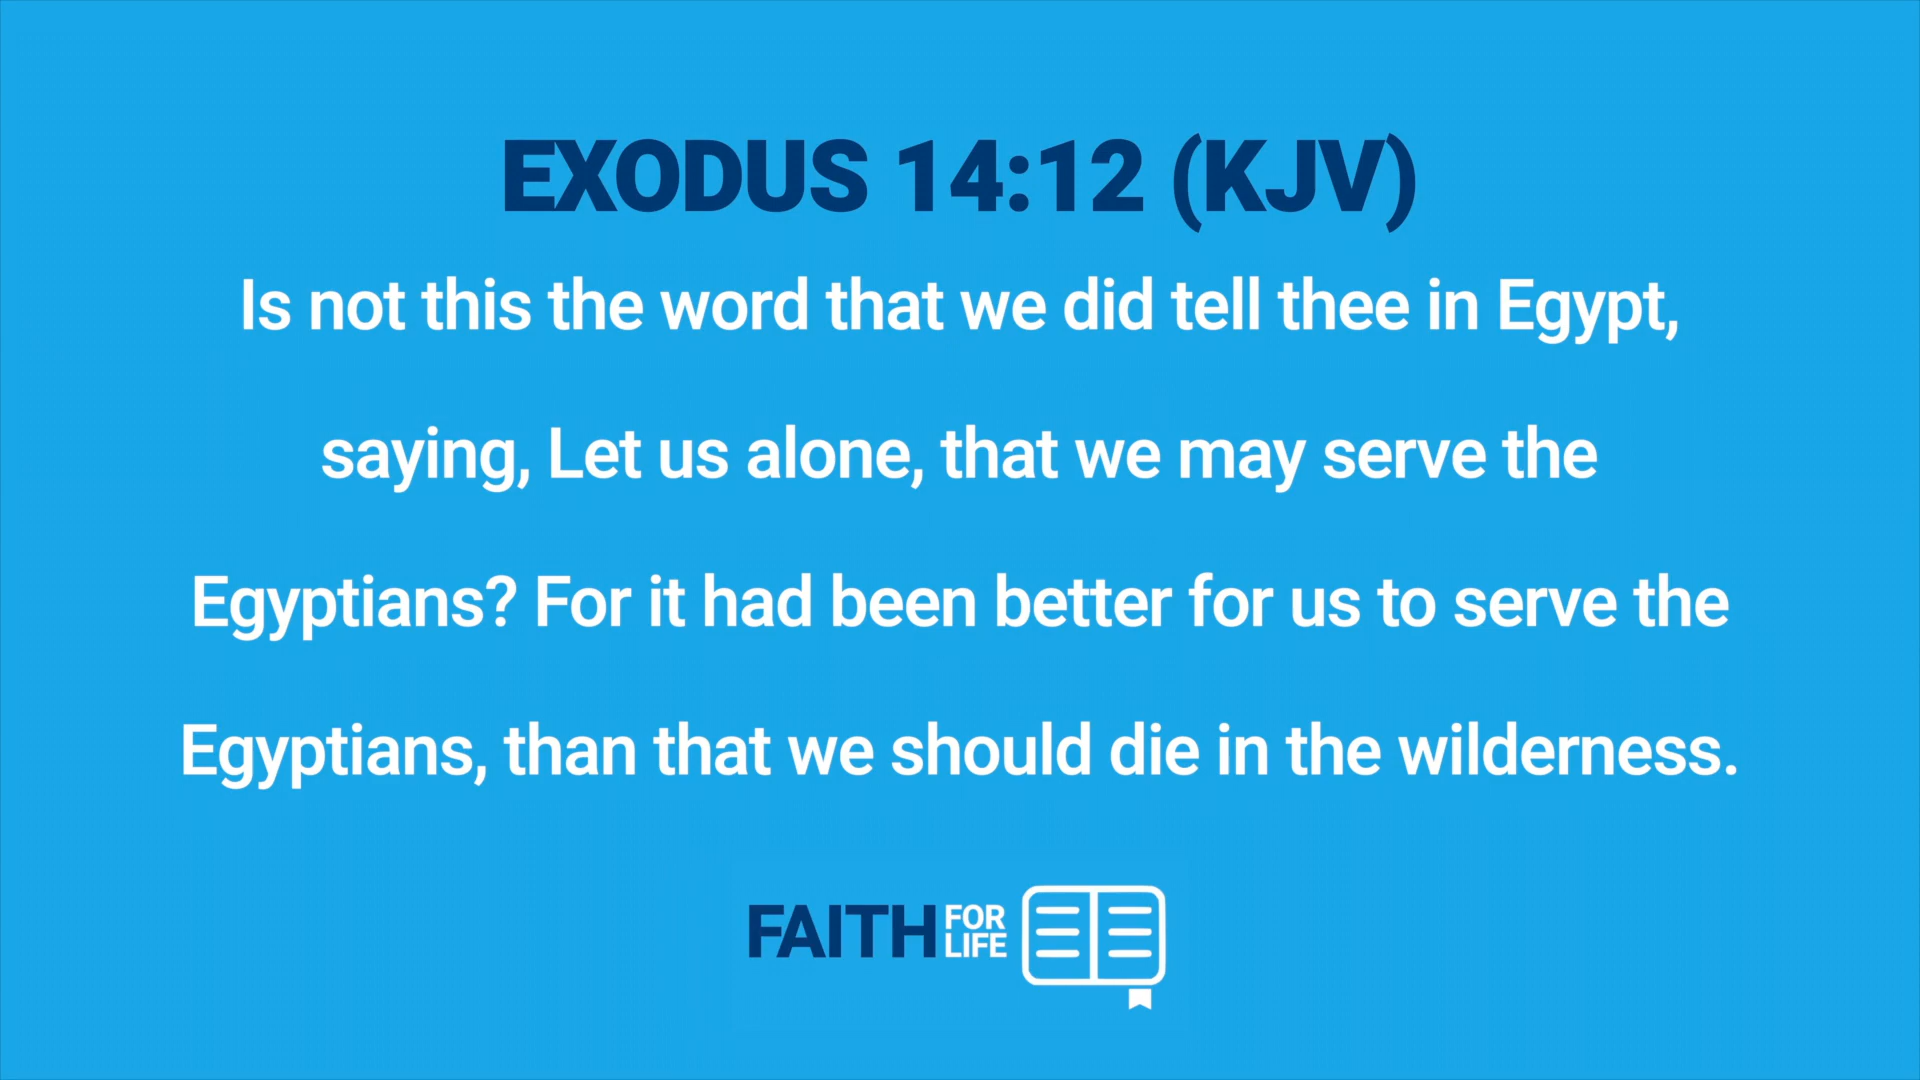 EXODUS 14:12 (KJV)
Is not this the word that we did tell thee in Egypt,
saying, Let us alone, that we may serve the
Egyptians? For it had been better for us to serve the
Egyptians, than that we should die in the wilderness.
FAITH FOR
LIFE